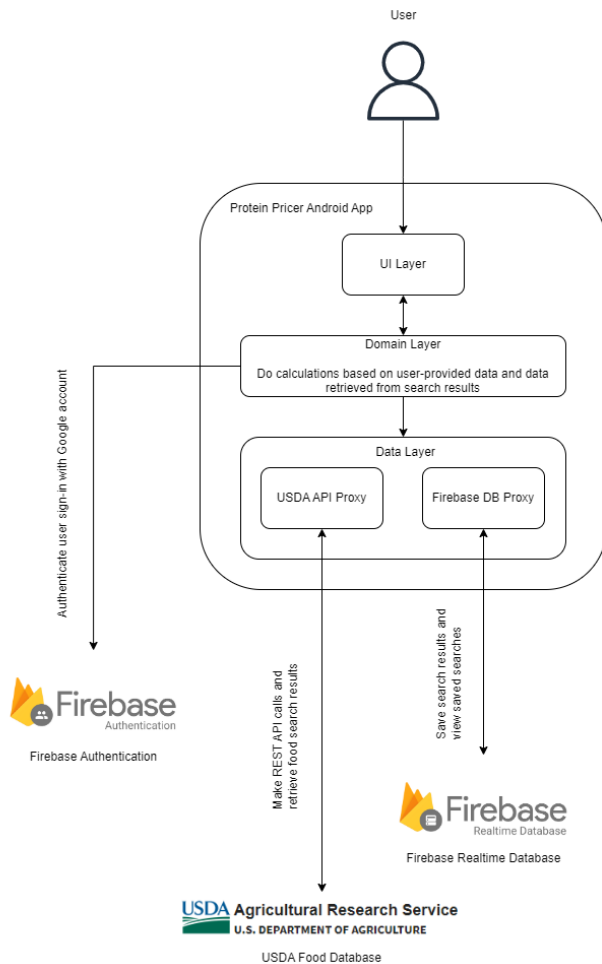 User
Protein Pricer Android App
UI Layer
Domain Layer
Do calculations based on user-provided data and data
retrieved from search results
Data Layer
USDA API Proxy
Firebase DB Proxy
Authenticate user sign-in with Google account
Make REST API calls and
retrieve food search results
Save search results and
view saved searches
Firebase
Authentication
Firebase Authentication
Firebase
Realtime Database
Firebase Realtime Database
USDA Agricultural Research Service
U.S. DEPARTMENT OF AGRICULTURE
USDA Food Database